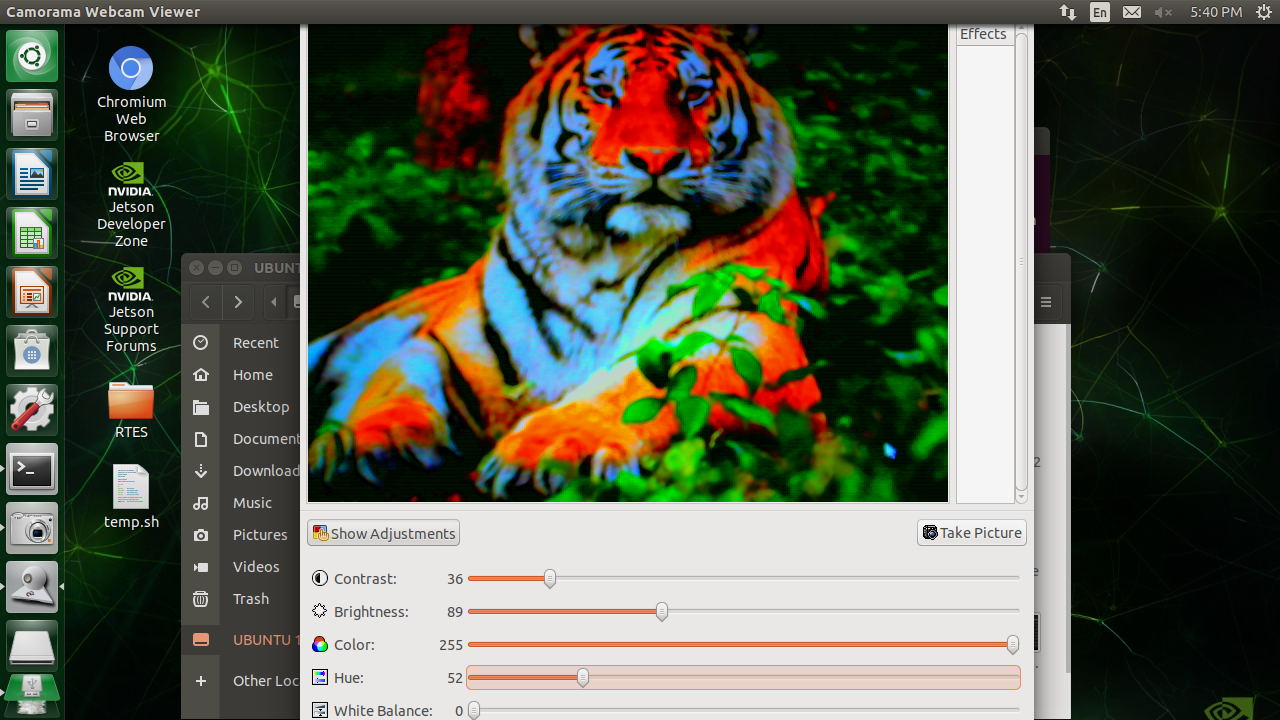 Camorama Webcam Viewer
En
5:40 PM
Effects
Chromium
Web
Browser
NVIDIA.
Jetson
Developer
Zone
NVIDIA.
Jetson
Support
Forums
RTES
temp.sh
UBUNT
Recent
Home
Desktop
Document
Download
Music
Pictures
Videos
Trash
UBUNTU 1
Other Loc
2
e
Show Adjustments
Take Picture
Contrast: 36
Brightness: 89
Color: 255
Hue: 52
White Balance: 0